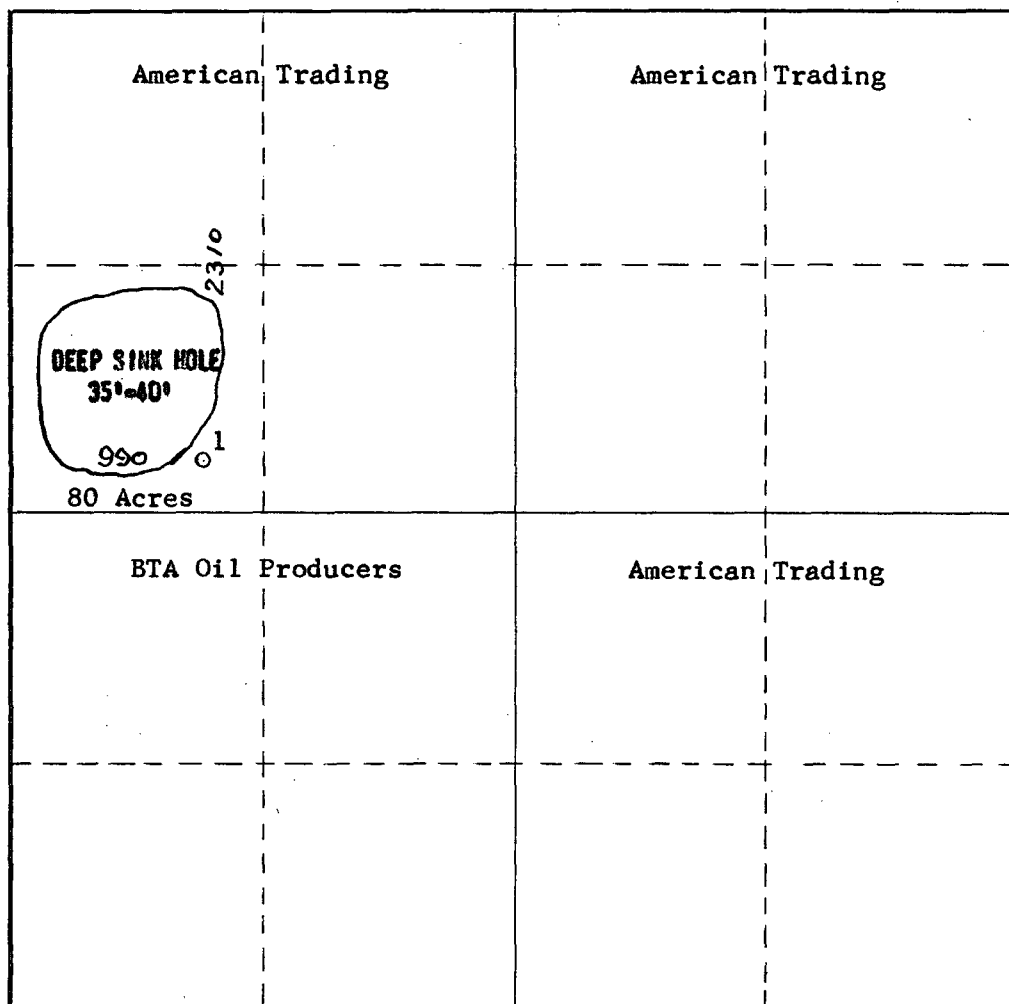 American Trading
American Trading
2310
DEEP SINK HOLE
35'-40'
990
1
80 Acres
BTA Oil Producers
American Trading